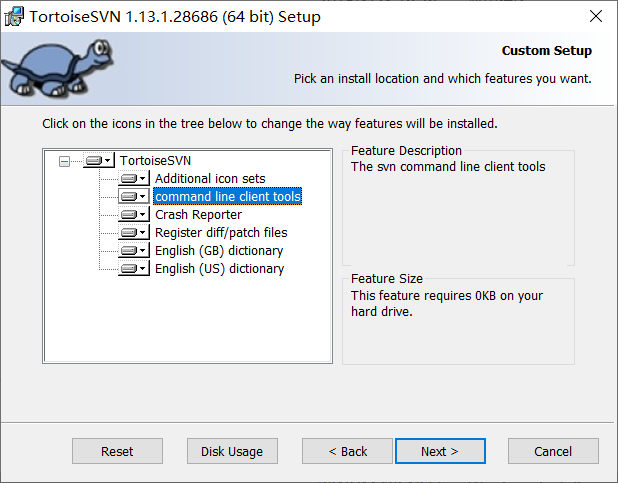 TortoiseSVN 1.13.1.28686 (64 bit) Setup
Custom Setup
Pick an install location and which features you want.
Click on the icons in the tree below to change the way features will be installed.
TortoiseSVN
Additional icon sets
command line client tools
Crash Reporter
Register diff/patch files
English (GB) dictionary
English (US) dictionary
Feature Description
The svn command line client tools
Feature Size
This feature requires 0KB on your
hard drive.
Reset
Disk Usage
< Back
Next >
Cancel